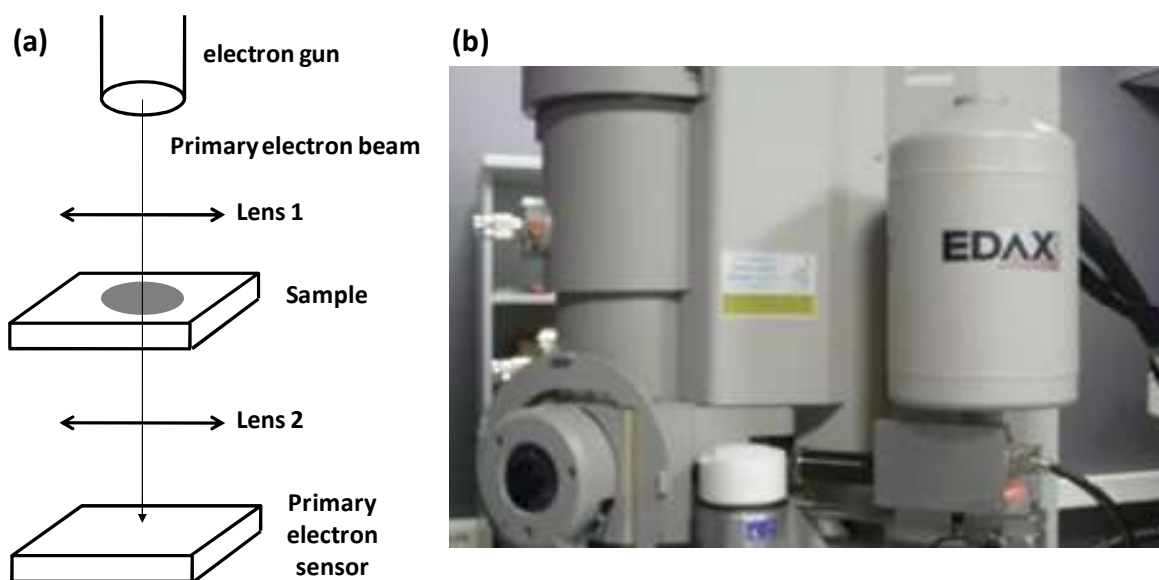 (a)
electron gun
Primary electron beam
Lens 1
Sample
Lens 2
Primary
electron
sensor
(b)
EDAX